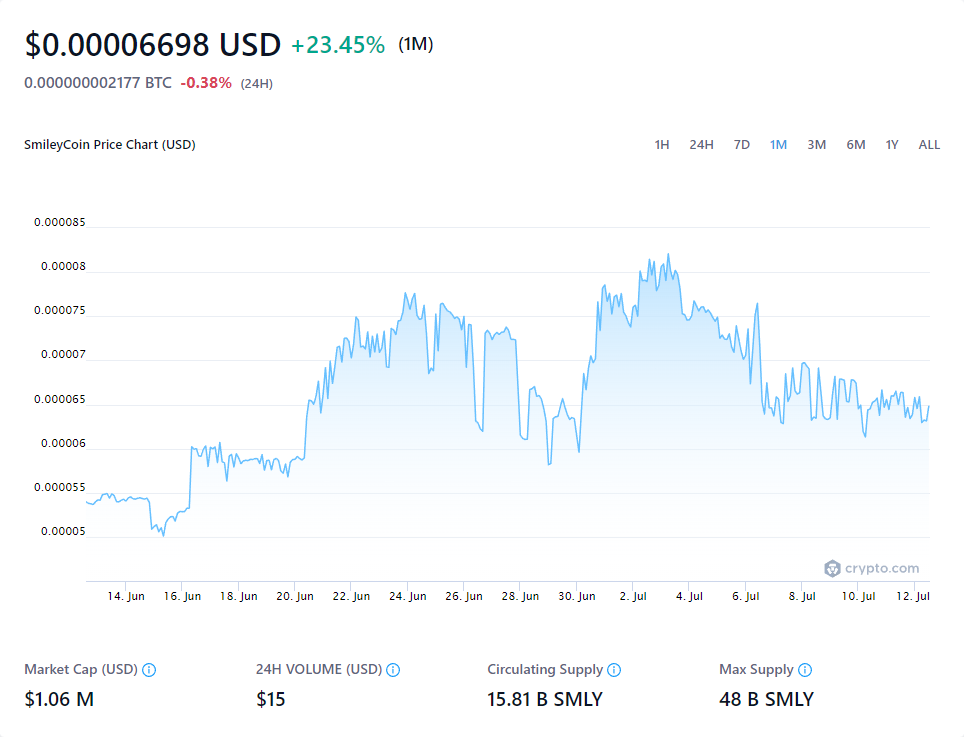 $0.00006698 USD +23.45% (1M)
0.000000002177 BTC -0.38% (24H)
SmileyCoin Price Chart (USD) 1H 24H 7D 1M 3M 6M 1Y ALL
0.000085
0.00008
0.000075
0.00007
0.000065
0.00006
0.000055
0.00005
crypto.com
14. Jun 16. Jun 18. Jun 20. Jun 22. Jun 24. Jun 26. Jun 28. Jun 30. Jun 2. Jul 4. Jul 6. Jul 8. Jul 10. Jul 12. Jul
Market Cap (USD) 24H VOLUME (USD) Circulating Supply Max Supply
$1.06 M $15 15.81 B SMLY 48 B SMLY